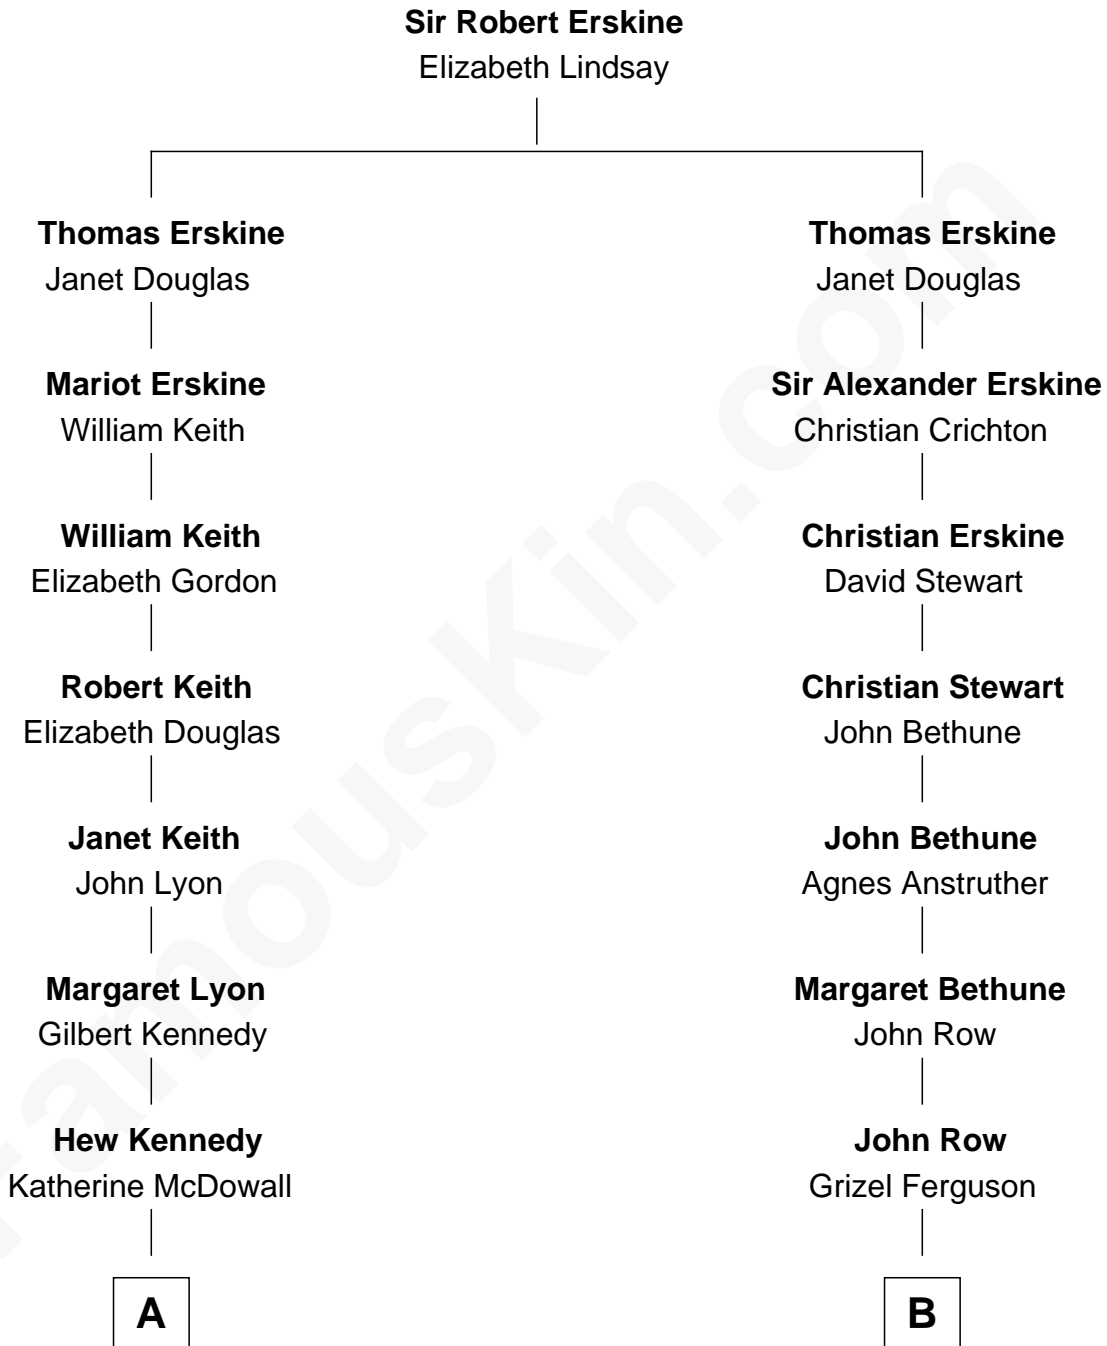 Sir Robert Erskine
Elizabeth Lindsay
Thomas Erskine
Janet Douglas
Mariot Erskine
William Keith
William Keith
Elizabeth Gordon
Robert Keith
Elizabeth Douglas
Janet Keith
John Lyon
Margaret Lyon
Gilbert Kennedy
Hew Kennedy
Katherine McDowall
A
Thomas Erskine
Janet Douglas
Sir Alexander Erskine
Christian Crichton
Christian Erskine
David Stewart
Christian Stewart
John Bethune
John Bethune
Agnes Anstruther
Margaret Bethune
John Row
John Row
Grizel Ferguson
B
FamousKin.com